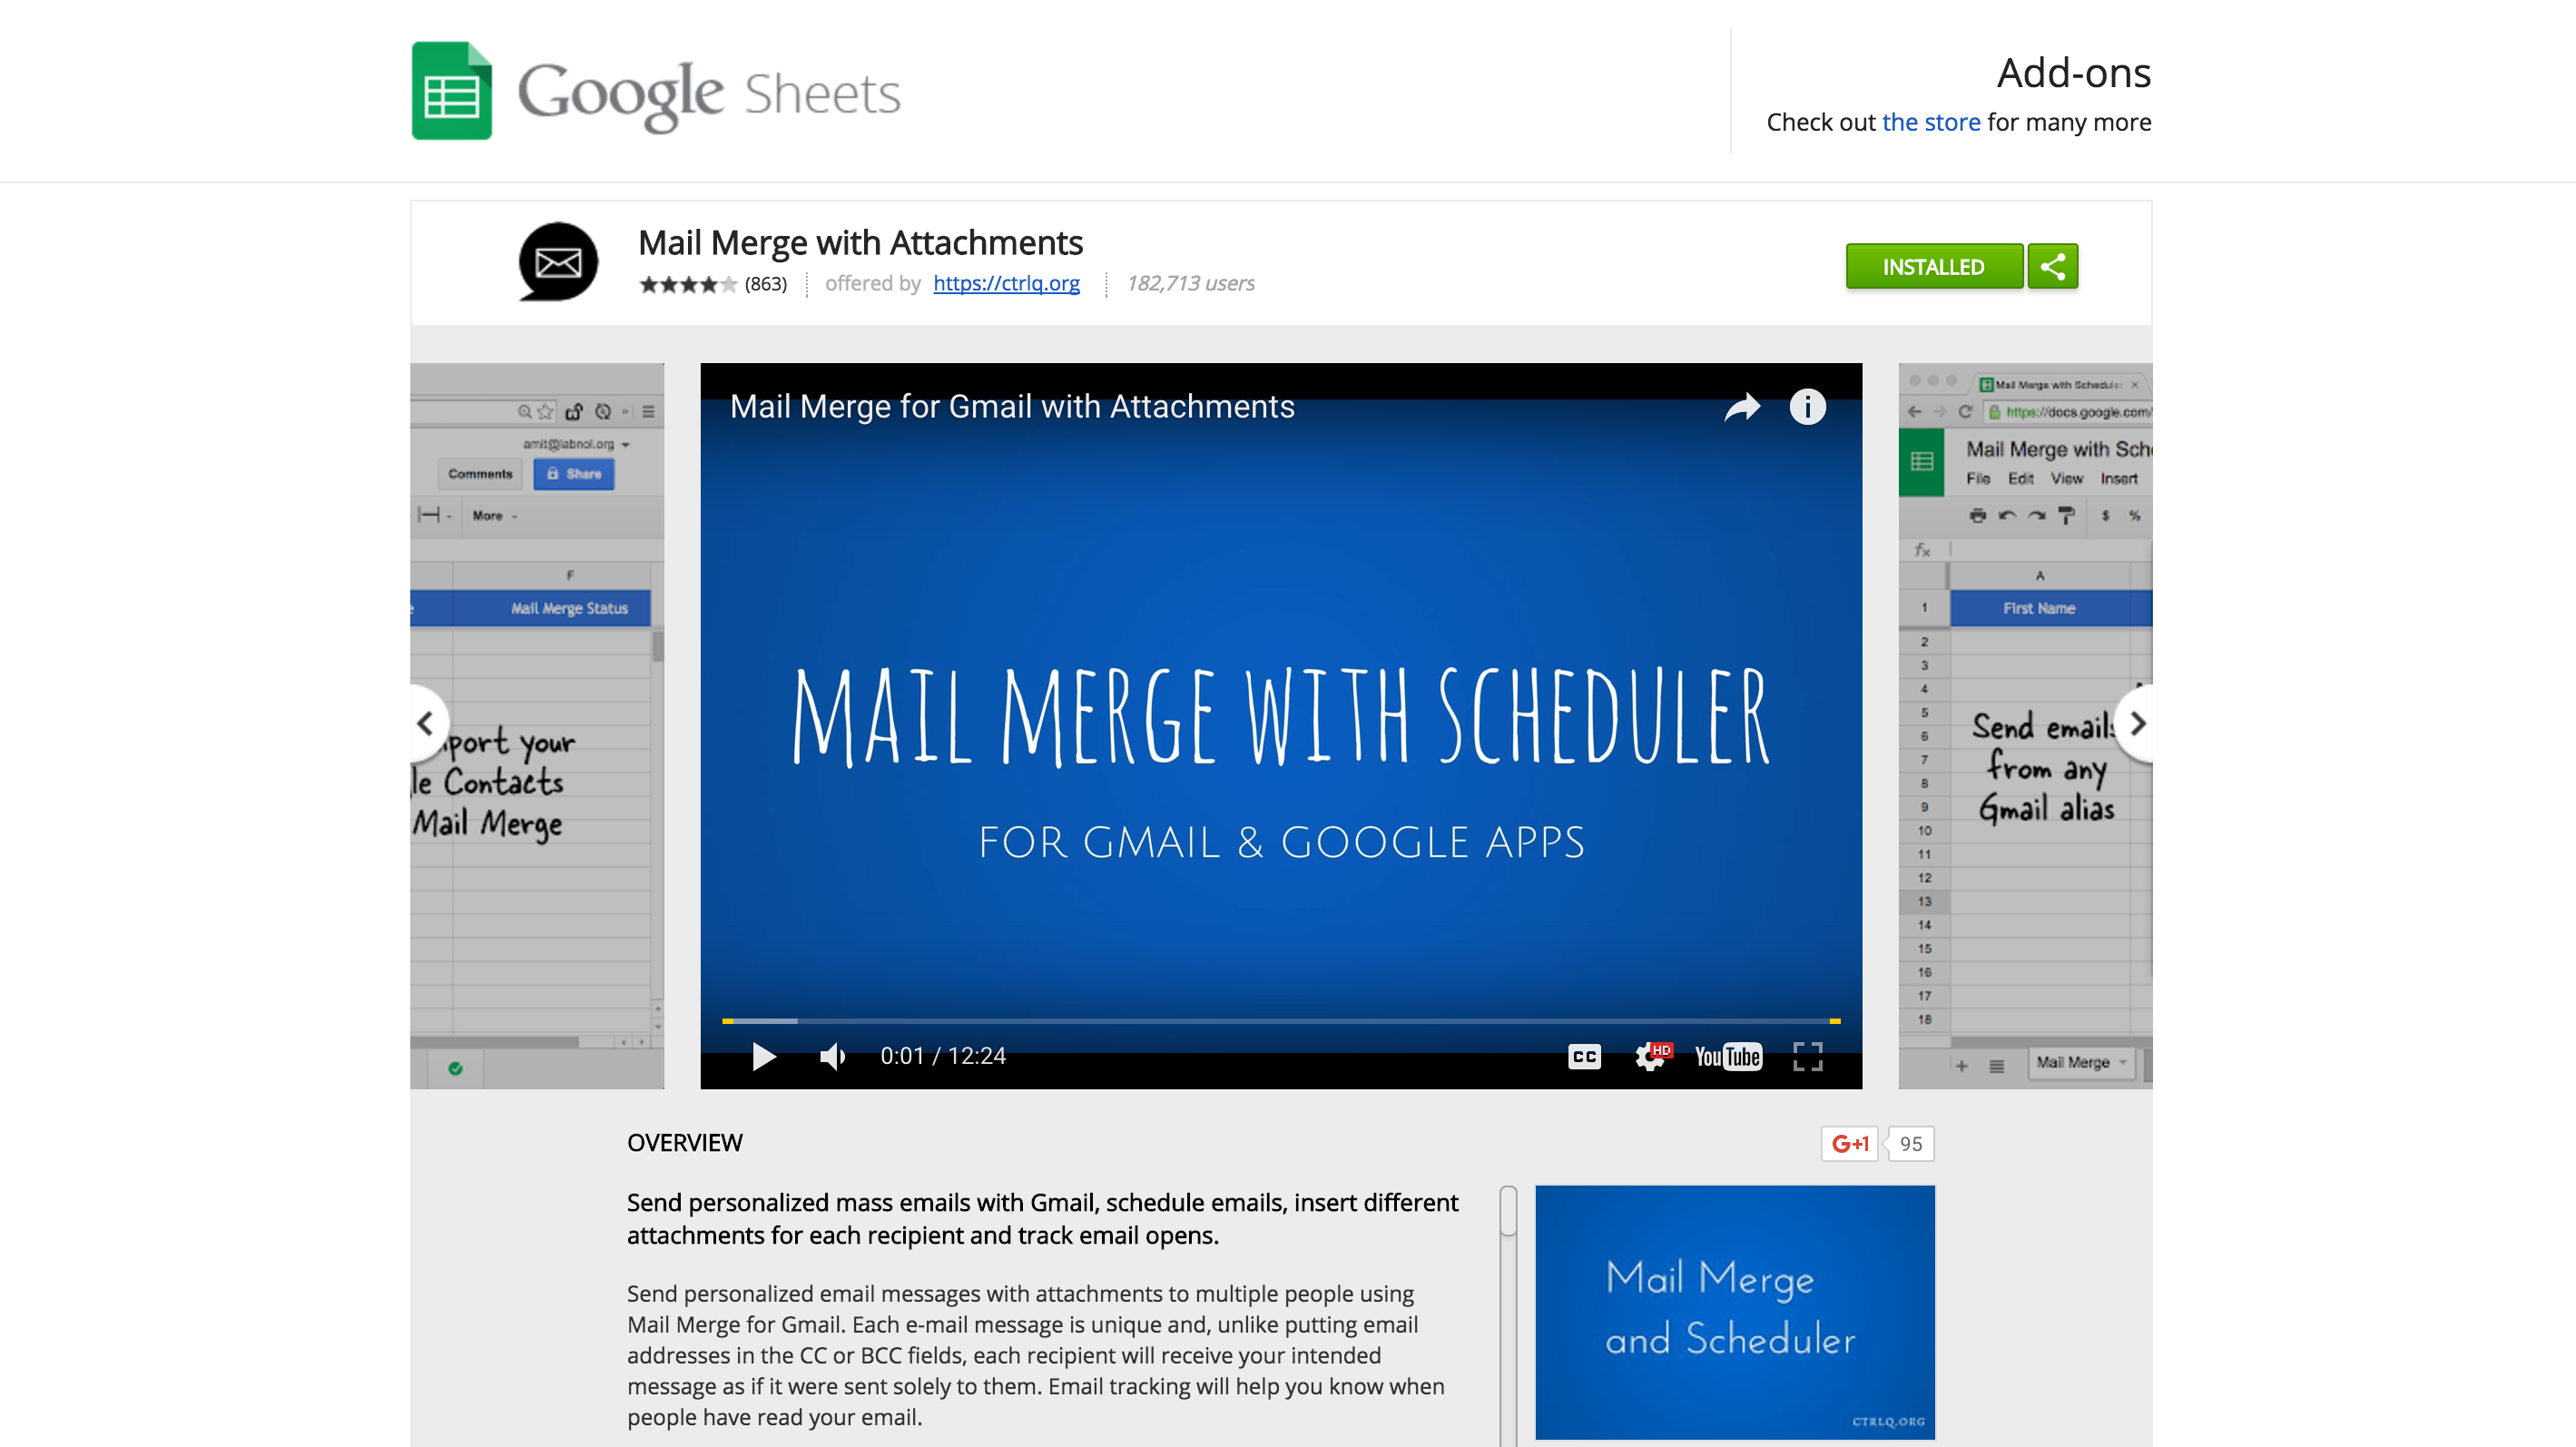 Google Sheets
Add-ons
Check out the store for many more
Mail Merge with Attachments
(863)
offered by https://ctrlq.org
182,713 users
INSTALLED
amit@labnol.org
Comments
Share
More
F
Mail Merge Status
port your
le Contacts
Mail Merge
Mail Merge for Gmail with Attachments
MAIL MERGE WITH SCHEDULER
FOR GMAIL & GOOGLE APPS
0:01 / 12:24
CC
HD
YouTube
Mail Merge with Scheduler
https://docs.google.com/
Mail Merge with Sch
File Edit View Insert
$ %
fx
A
1 First Name
2
3
4
5
6
7
8
9
10
11
12
13
14
15
16
17
18
Send emails
from any
Gmail alias
Mail Merge
OVERVIEW
G+1 95
Send personalized mass emails with Gmail, schedule emails, insert different
attachments for each recipient and track email opens.
Send personalized email messages with attachments to multiple people using
Mail Merge for Gmail. Each e-mail message is unique and, unlike putting email
addresses in the CC or BCC fields, each recipient will receive your intended
message as if it were sent solely to them. Email tracking will help you know when
people have read your email.
Mail Merge
and Scheduler
CTRLQ.ORG